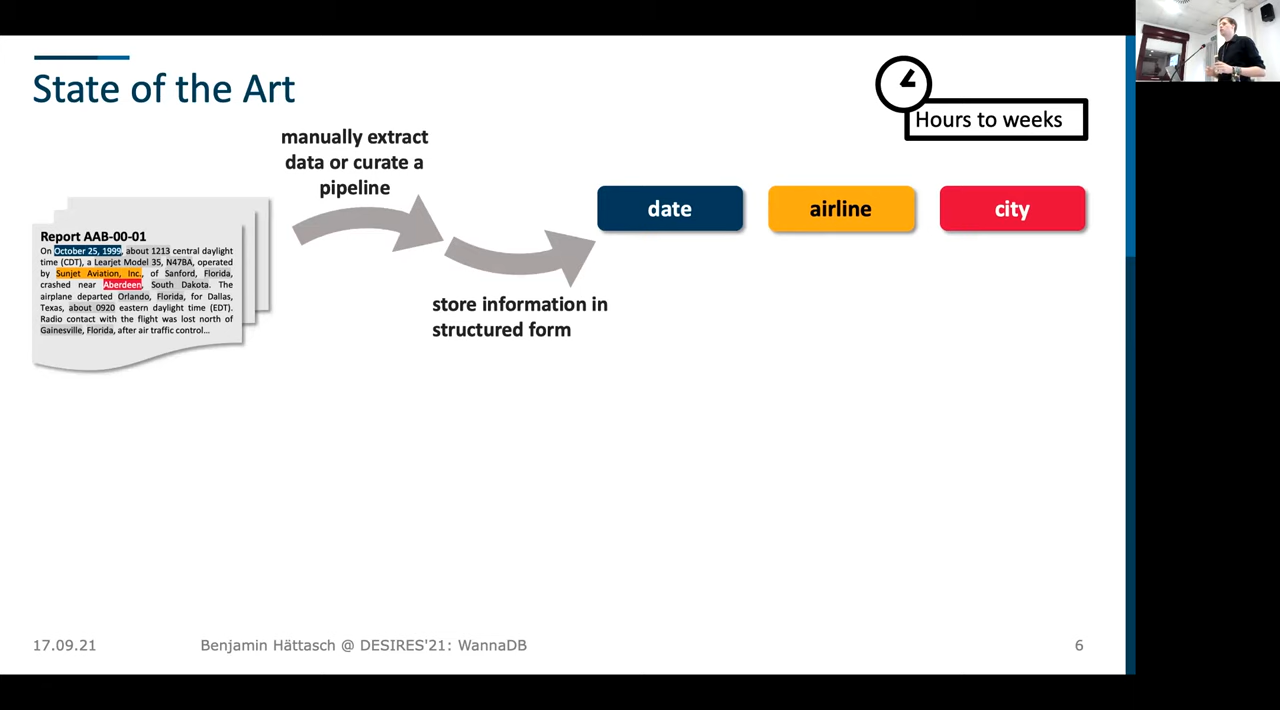 State of the Art
Hours to weeks
manually extract
data or curate a
pipeline
date
airline
city
Report AAB-00-01
On October 25, 1999, about 1213 central daylight
time (CDT), a Learjet Model 35, N47BA, operated
by Sunjet Aviation, Inc., of Sanford, Florida,
crashed near Aberdeen, South Dakota. The
airplane departed Orlando, Florida, for Dallas,
Texas, about 0920 eastern daylight time (EDT).
Radio contact with the flight was lost north of
Gainesville, Florida, after air traffic control...
store information in
structured form
17.09.21
Benjamin Hättasch @ DESIRES'21: WannaDB
6